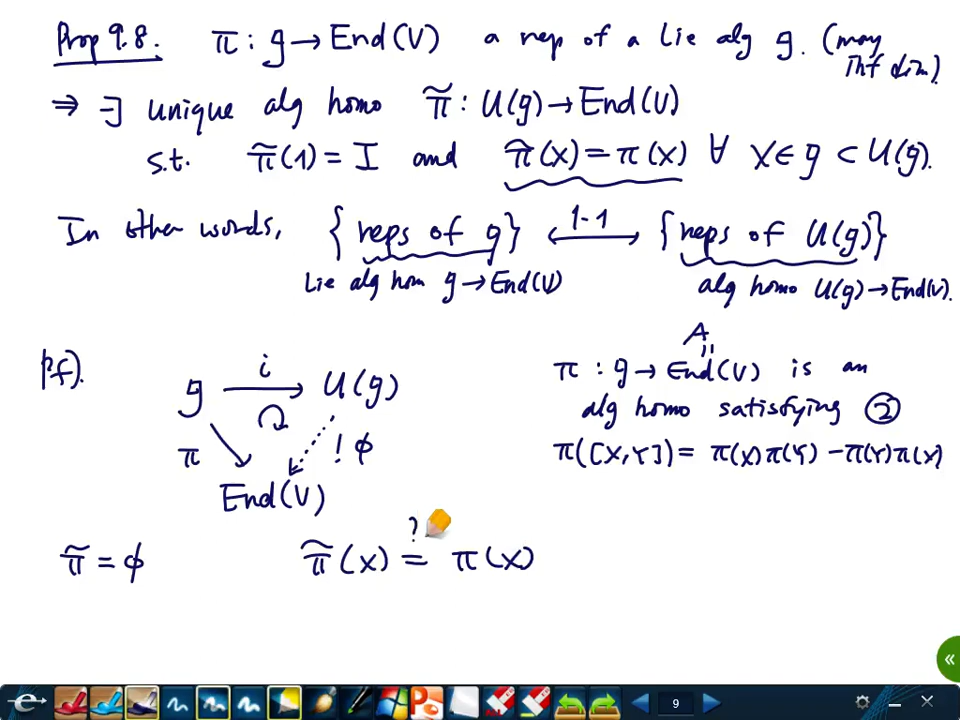 Prop 9.8. π : g → End(V) a rep of a Lie alg g. (may
inf dim)
⇒ ∃ unique alg homo π̃ : U(g) → End(V)
s.t. π̃(1) = I and π̃(x) = π(x) ∀ X ∈ g ⊂ U(g).
In other words, {reps of g} ⟷ {reps of U(g)}
1-1
Lie alg hom g → End(V) alg homo U(g) → End(V).
pf).
g → U(g)
i
π ! φ
End(V)
A
"
π : g → End(V) is an
alg homo satisfying ②
π([X,Y]) = π(X)π(Y) - π(Y)π(X)
π̃ = φ
?
π̃(x) = π(x)
9